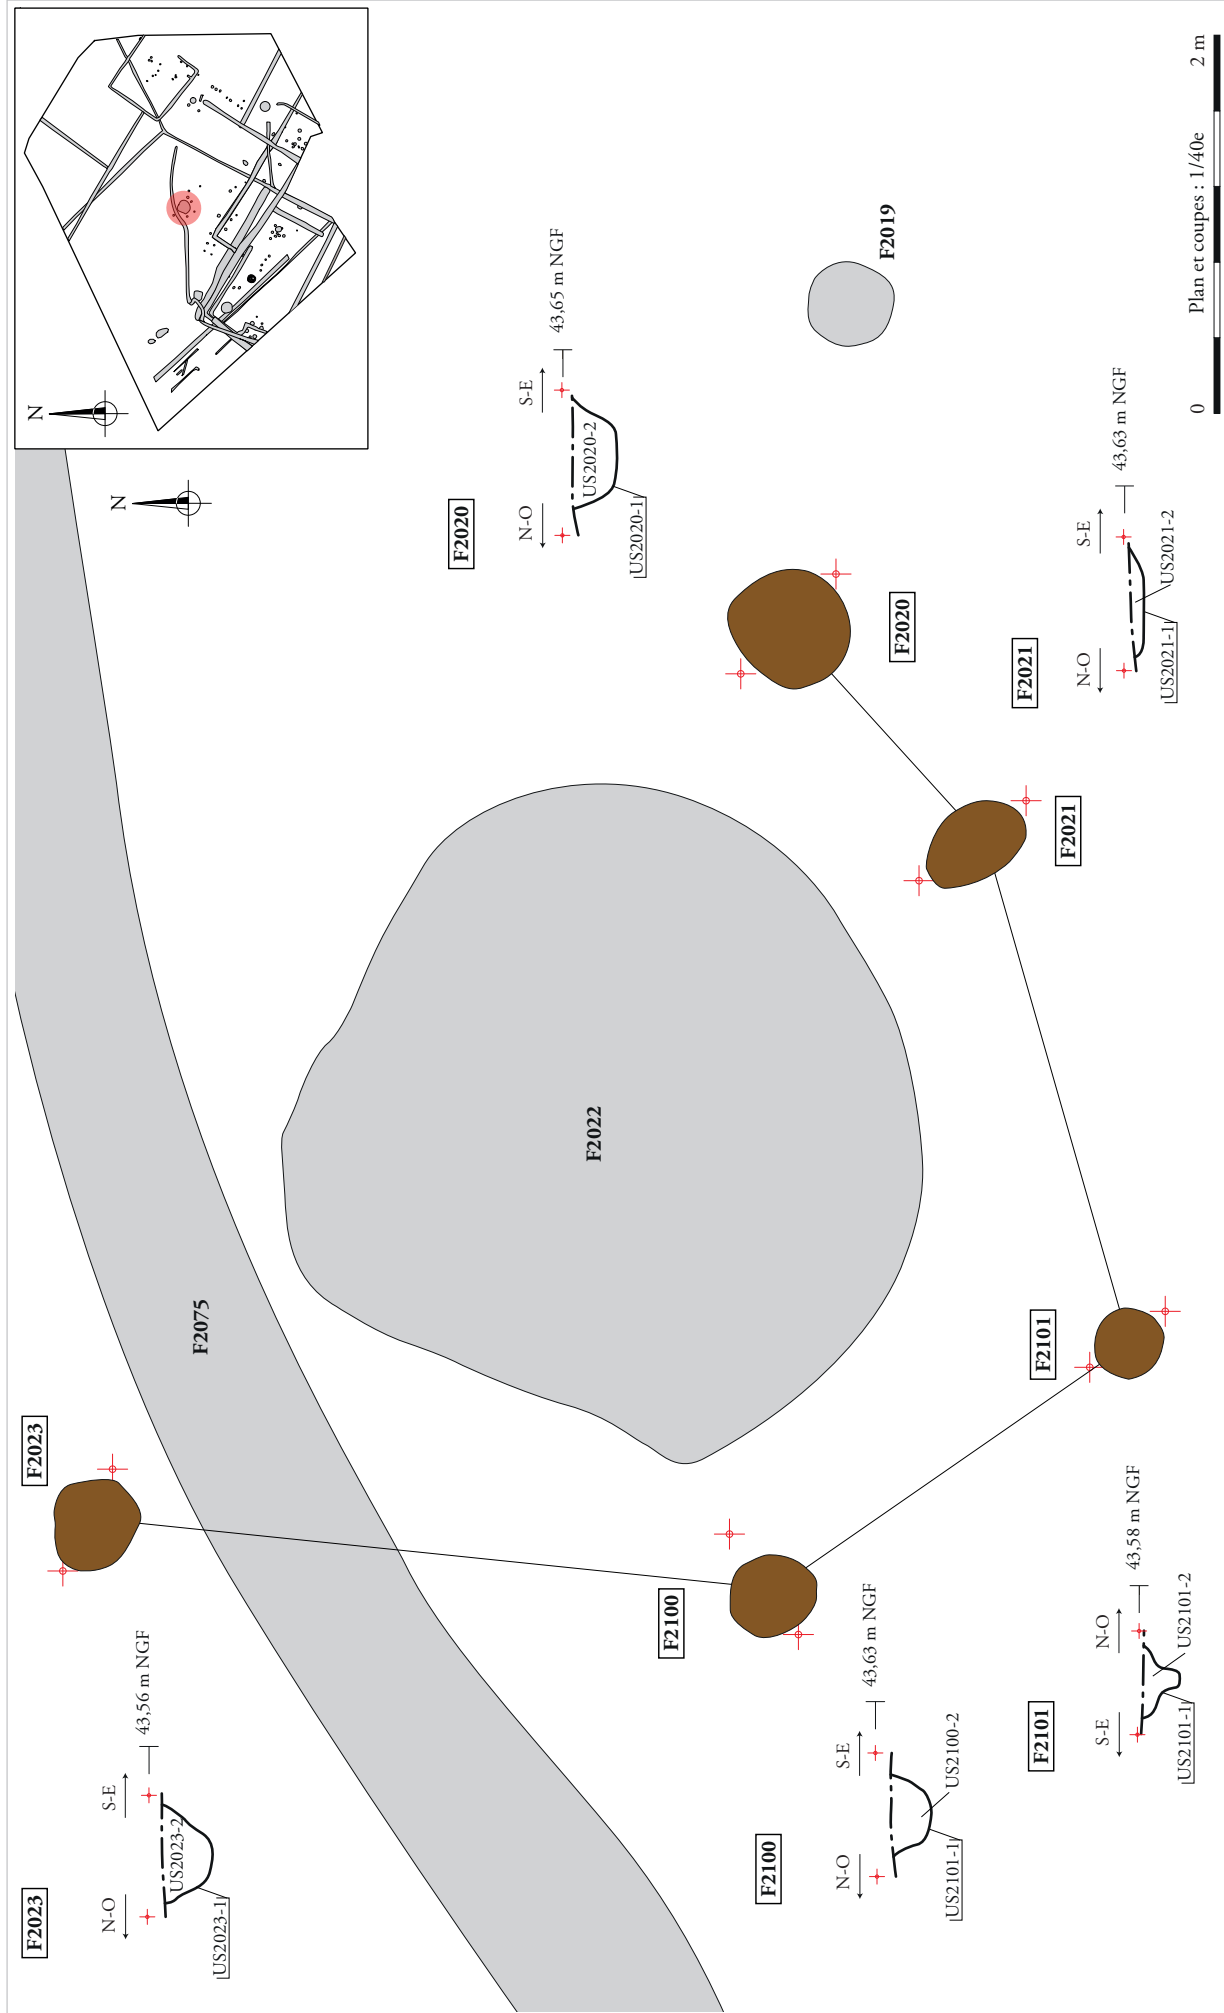 N
N
F2020
N-O
S-E
43,65 m NGF
US2020-2
US2020-1
F2019
F2020
F2021
N-O
S-E
43,63 m NGF
US2021-2
US2021-1
F2021
F2022
F2075
F2023
F2101
F2100
F2023
N-O
S-E
43,56 m NGF
US2023-2
US2023-1
F2100
N-O
S-E
43,63 m NGF
US2100-2
US2101-1
F2101
S-E
N-O
43,58 m NGF
US2101-2
US2101-1
0
Plan et coupes : 1/40e
2 m